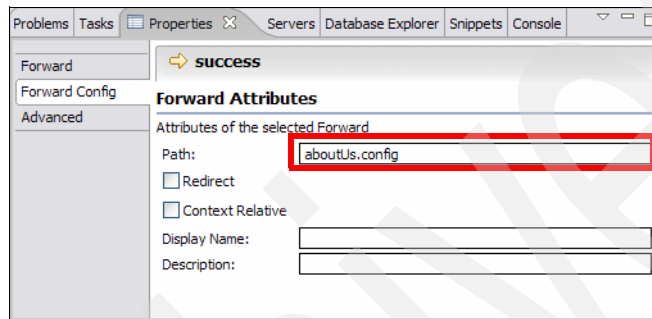 Problems Tasks Properties Servers Database Explorer Snippets Console
success
Forward
Forward Config
Advanced
Forward Attributes
Attributes of the selected Forward
Path: aboutUs.config
Redirect
Context Relative
Display Name:
Description: